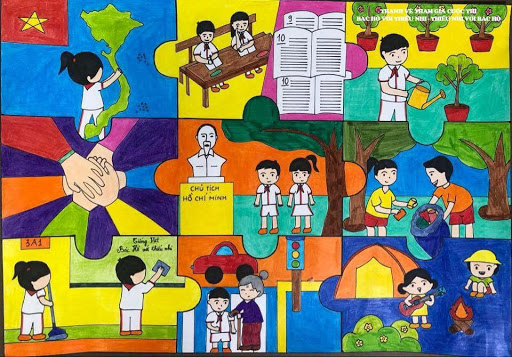 TRANH VẼ THAM GIA CUỘC THI
BÁC HỒ VỚI THIẾU NHI - THIẾU NHI VỚI BÁC HỒ
9
10
10
CHỦ TỊCH
HỒ CHÍ MINH
3A1
Tiếng Việt
Bác Hồ với thiếu nhi